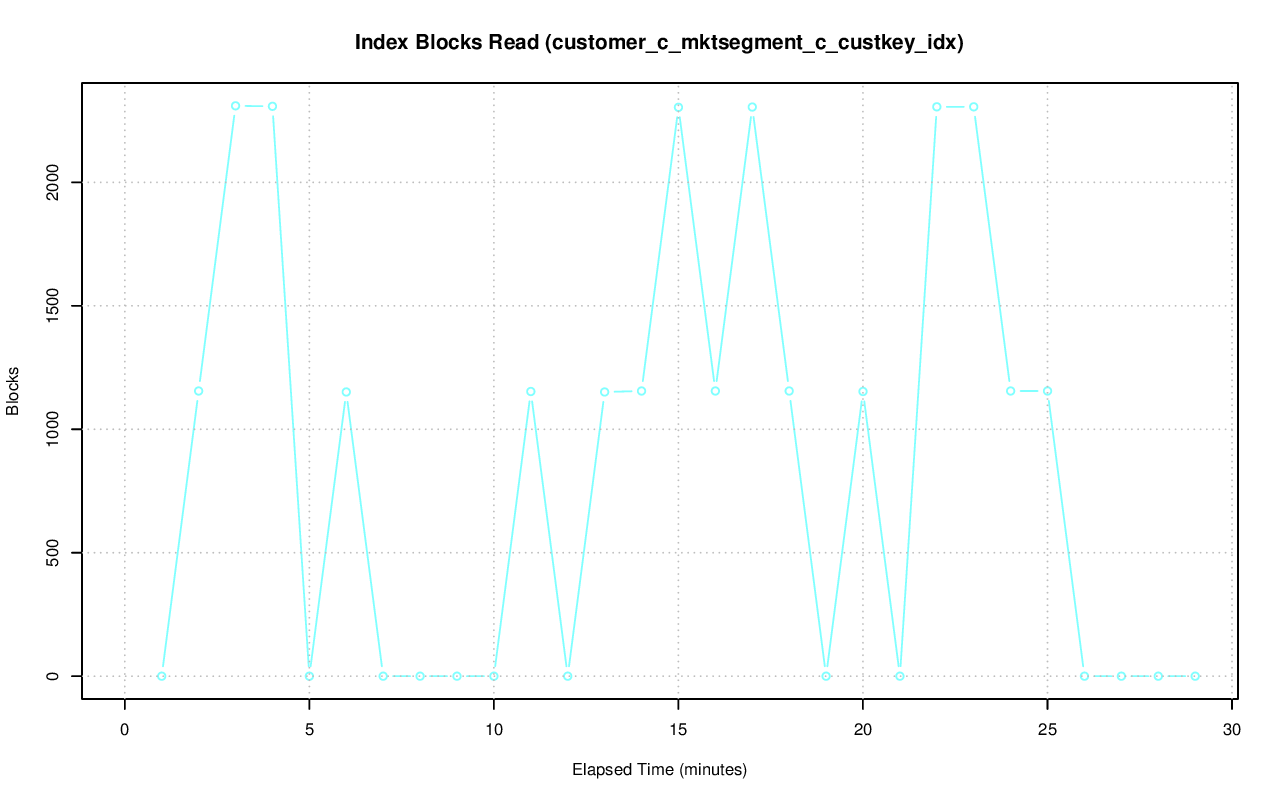 Index Blocks Read (customer_c_mktsegment_c_custkey_idx)
Blocks
2000
1500
1000
500
0
0 5 10 15 20 25 30
Elapsed Time (minutes)